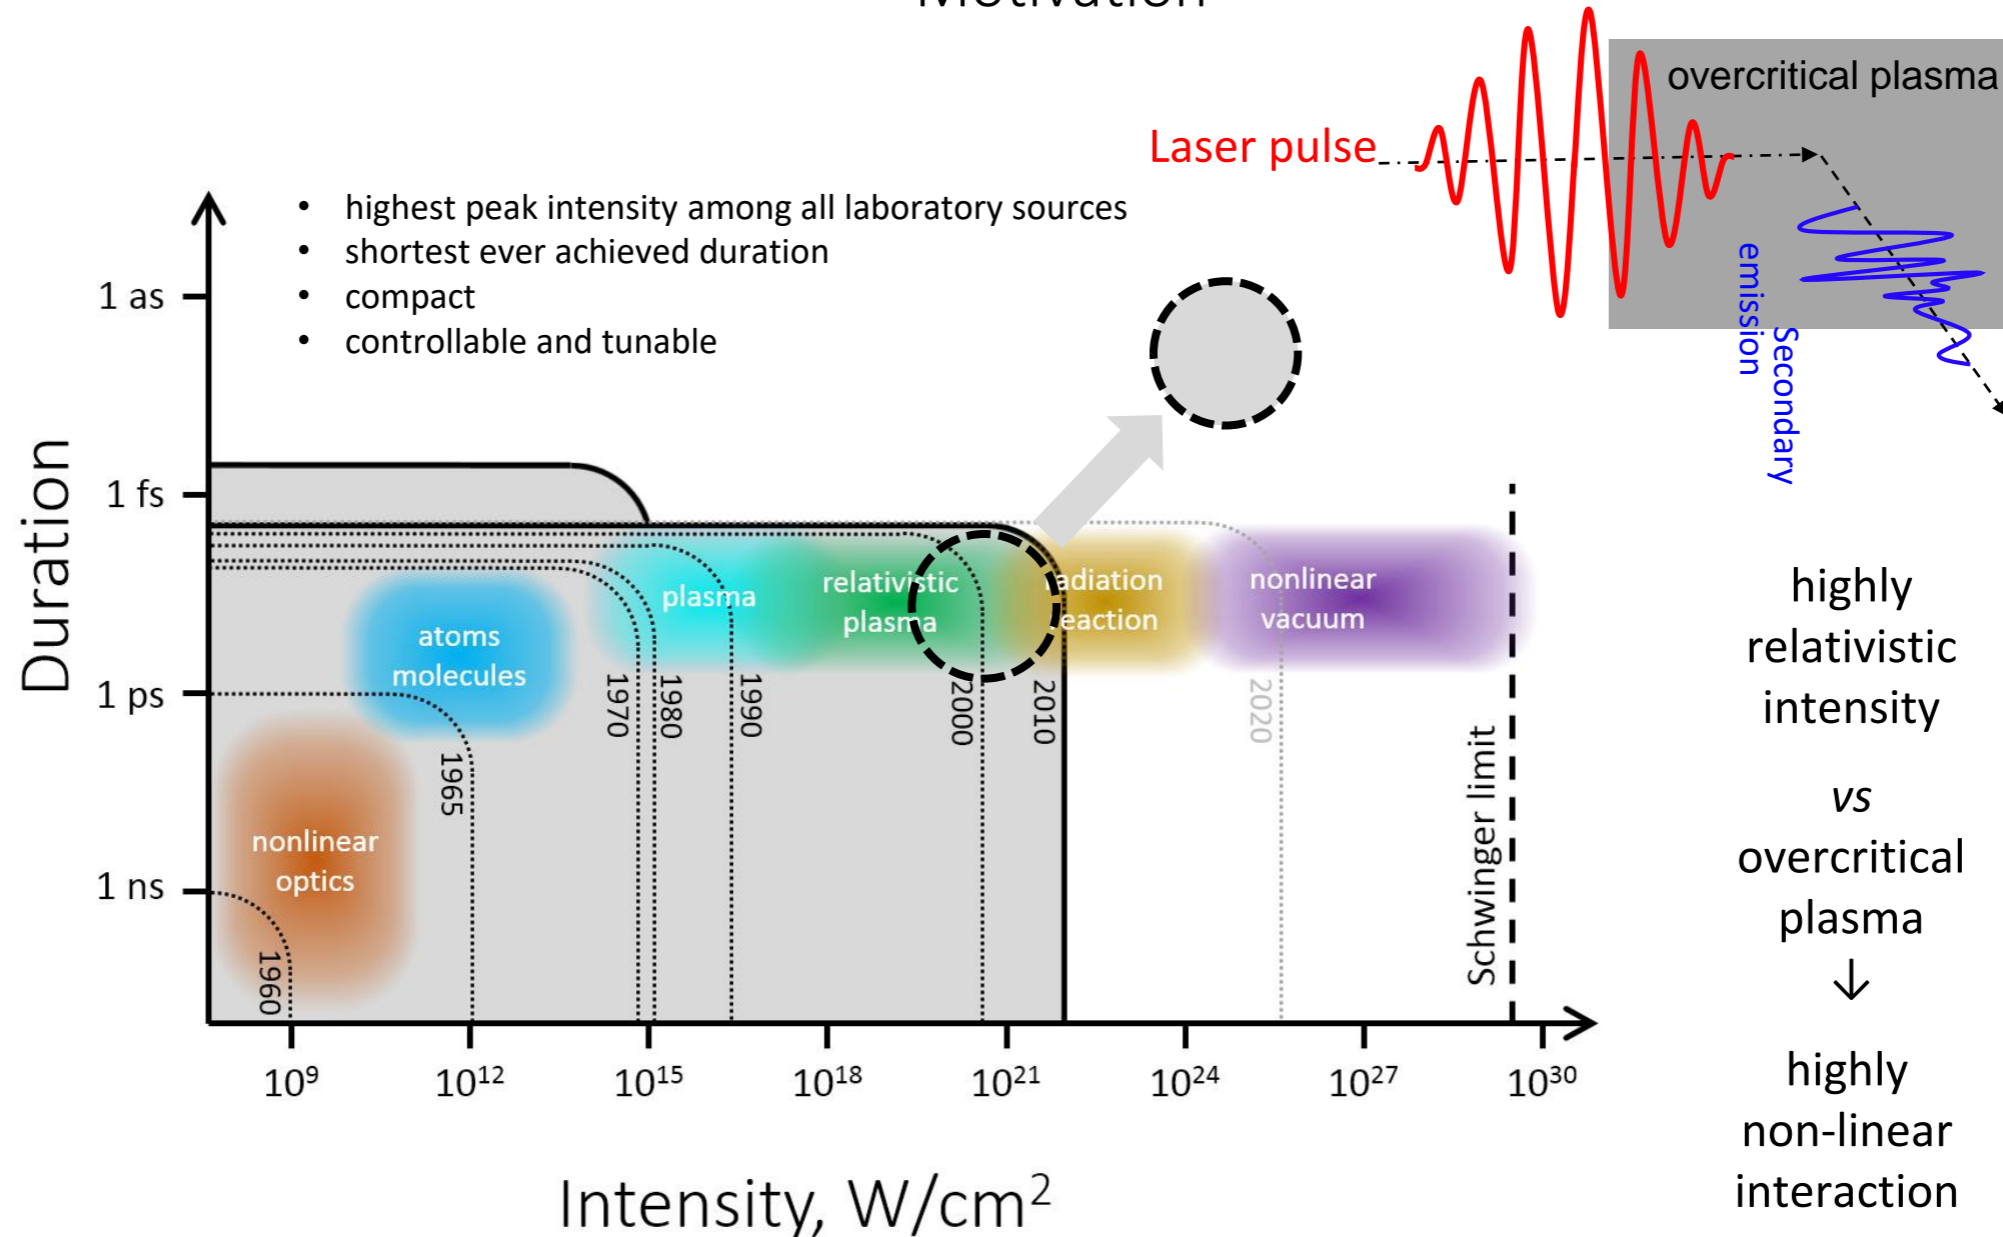 Motivation
overcritical plasma
Laser pulse
Secondary
emission
• highest peak intensity among all laboratory sources
• shortest ever achieved duration
• compact
• controllable and tunable
Duration
1 as
1 fs
1 ps
1 ns
nonlinear
optics
atoms
molecules
plasma
relativistic
plasma
radiation
reaction
nonlinear
vacuum
1960
1965
1970
1980
1990
2000
2010
2020
Schwinger limit
10⁹
10¹²
10¹⁵
10¹⁸
10²¹
10²⁴
10²⁷
10³⁰
Intensity, W/cm²
highly
relativistic
intensity
vs
overcritical
plasma
↓
highly
non-linear
interaction